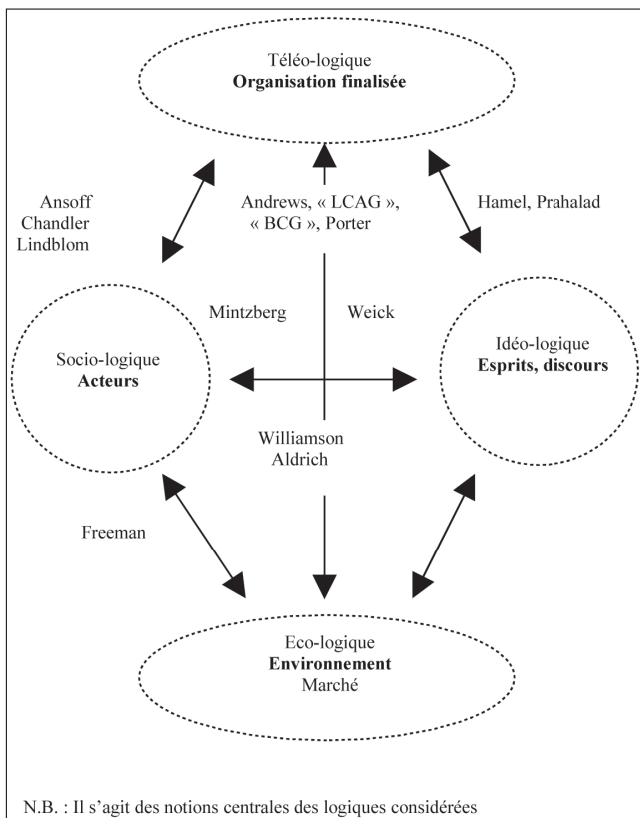 Téléo-logique
Organisation finalisée
Ansoff
Chandler
Lindblom
Andrews, « LCAG »,
« BCG », Porter
Hamel, Prahalad
Mintzberg
Weick
Socio-logique
Acteurs
Idéo-logique
Esprits, discours
Williamson
Aldrich
Freeman
Eco-logique
Environnement
Marché
N.B. : Il s’agit des notions centrales des logiques considérées